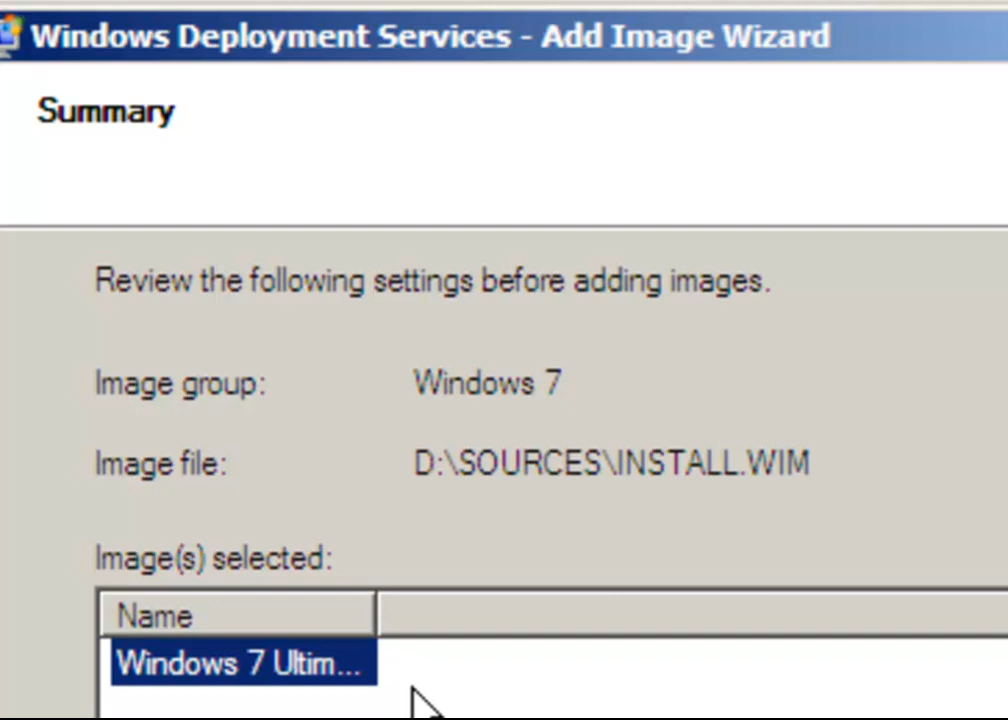 Windows Deployment Services - Add Image Wizard
Summary
Review the following settings before adding images.
Image group: Windows 7
Image file: D:\SOURCES\INSTALL.WIM
Image(s) selected:
Name
Windows 7 Ultim...